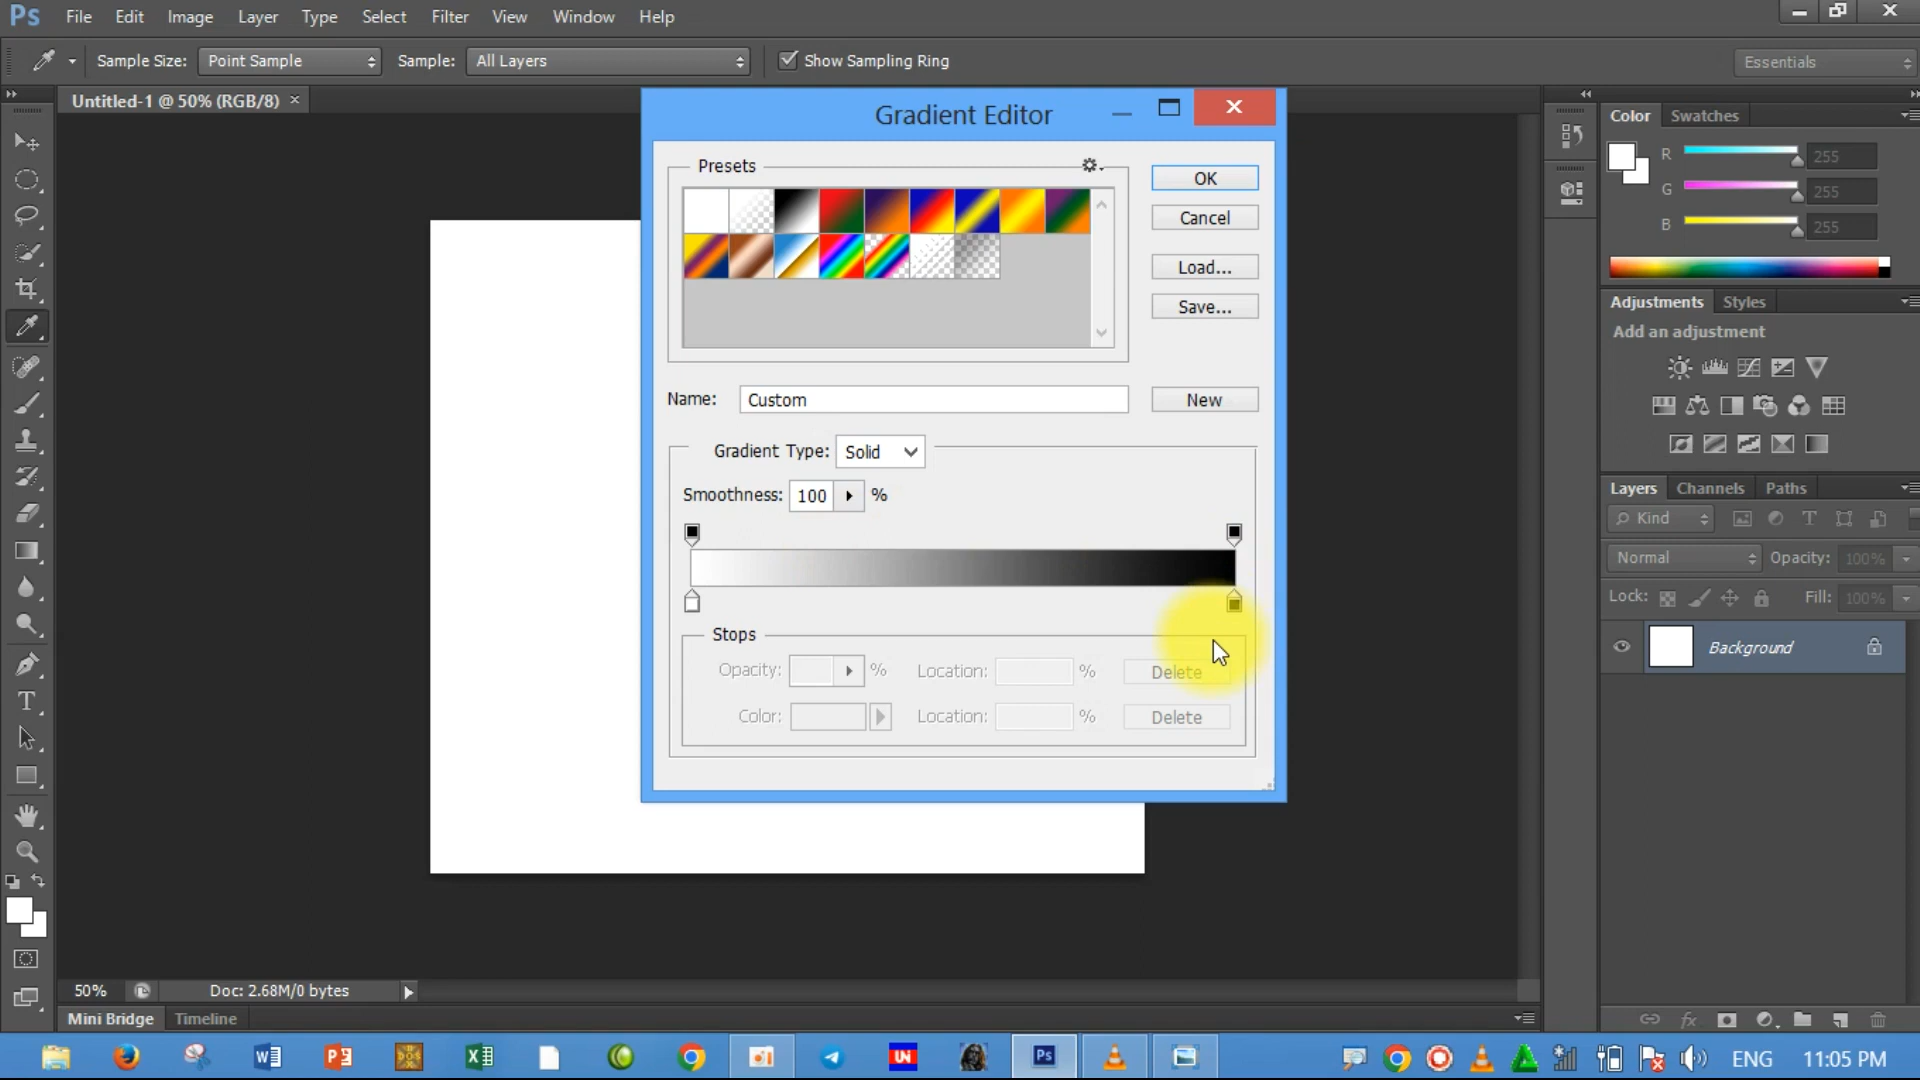 Ps File Edit Image Layer Type Select Filter View Window Help
Sample Size: Point Sample Sample: All Layers Show Sampling Ring Essentials
Untitled-1 @ 50% (RGB/8) ×
Gradient Editor
Presets
OK
Cancel
Load...
Save...
Name: Custom New
Gradient Type: Solid
Smoothness: 100 %
Stops
Opacity: % Location: % Delete
Color: Location: % Delete
Color Swatches
R 255
G 255
B 255
Adjustments Styles
Add an adjustment
Layers Channels Paths
Kind
Normal Opacity: 100%
Lock: Fill: 100%
Background
fx
50% Doc: 2.68M/0 bytes
Mini Bridge Timeline
DOS
UN
Ps
ENG 11:05 PM